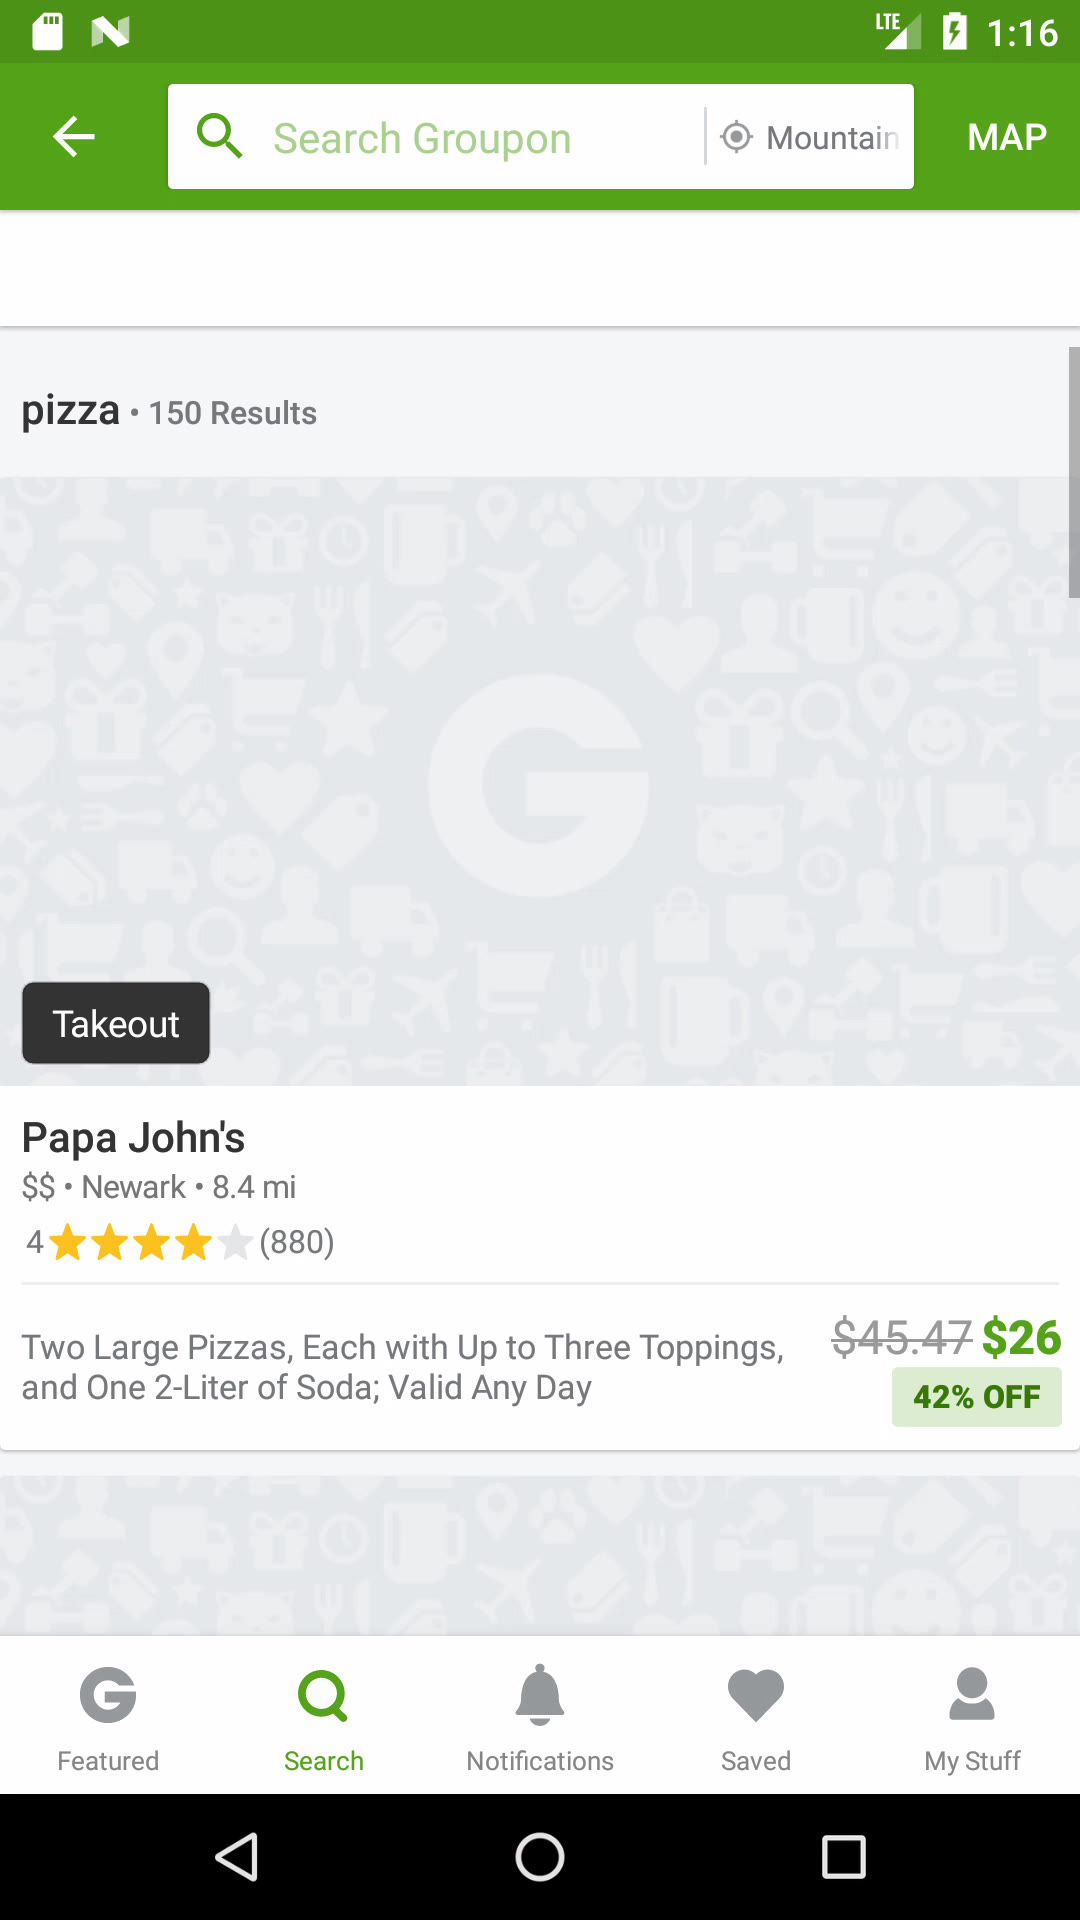 LTE 1:16
Search Groupon Mountain MAP
pizza • 150 Results
Takeout
Papa John's
$$ • Newark • 8.4 mi
4 (880)
Two Large Pizzas, Each with Up to Three Toppings, $45.47 $26
and One 2-Liter of Soda; Valid Any Day
42% OFF
Featured Search Notifications Saved My Stuff